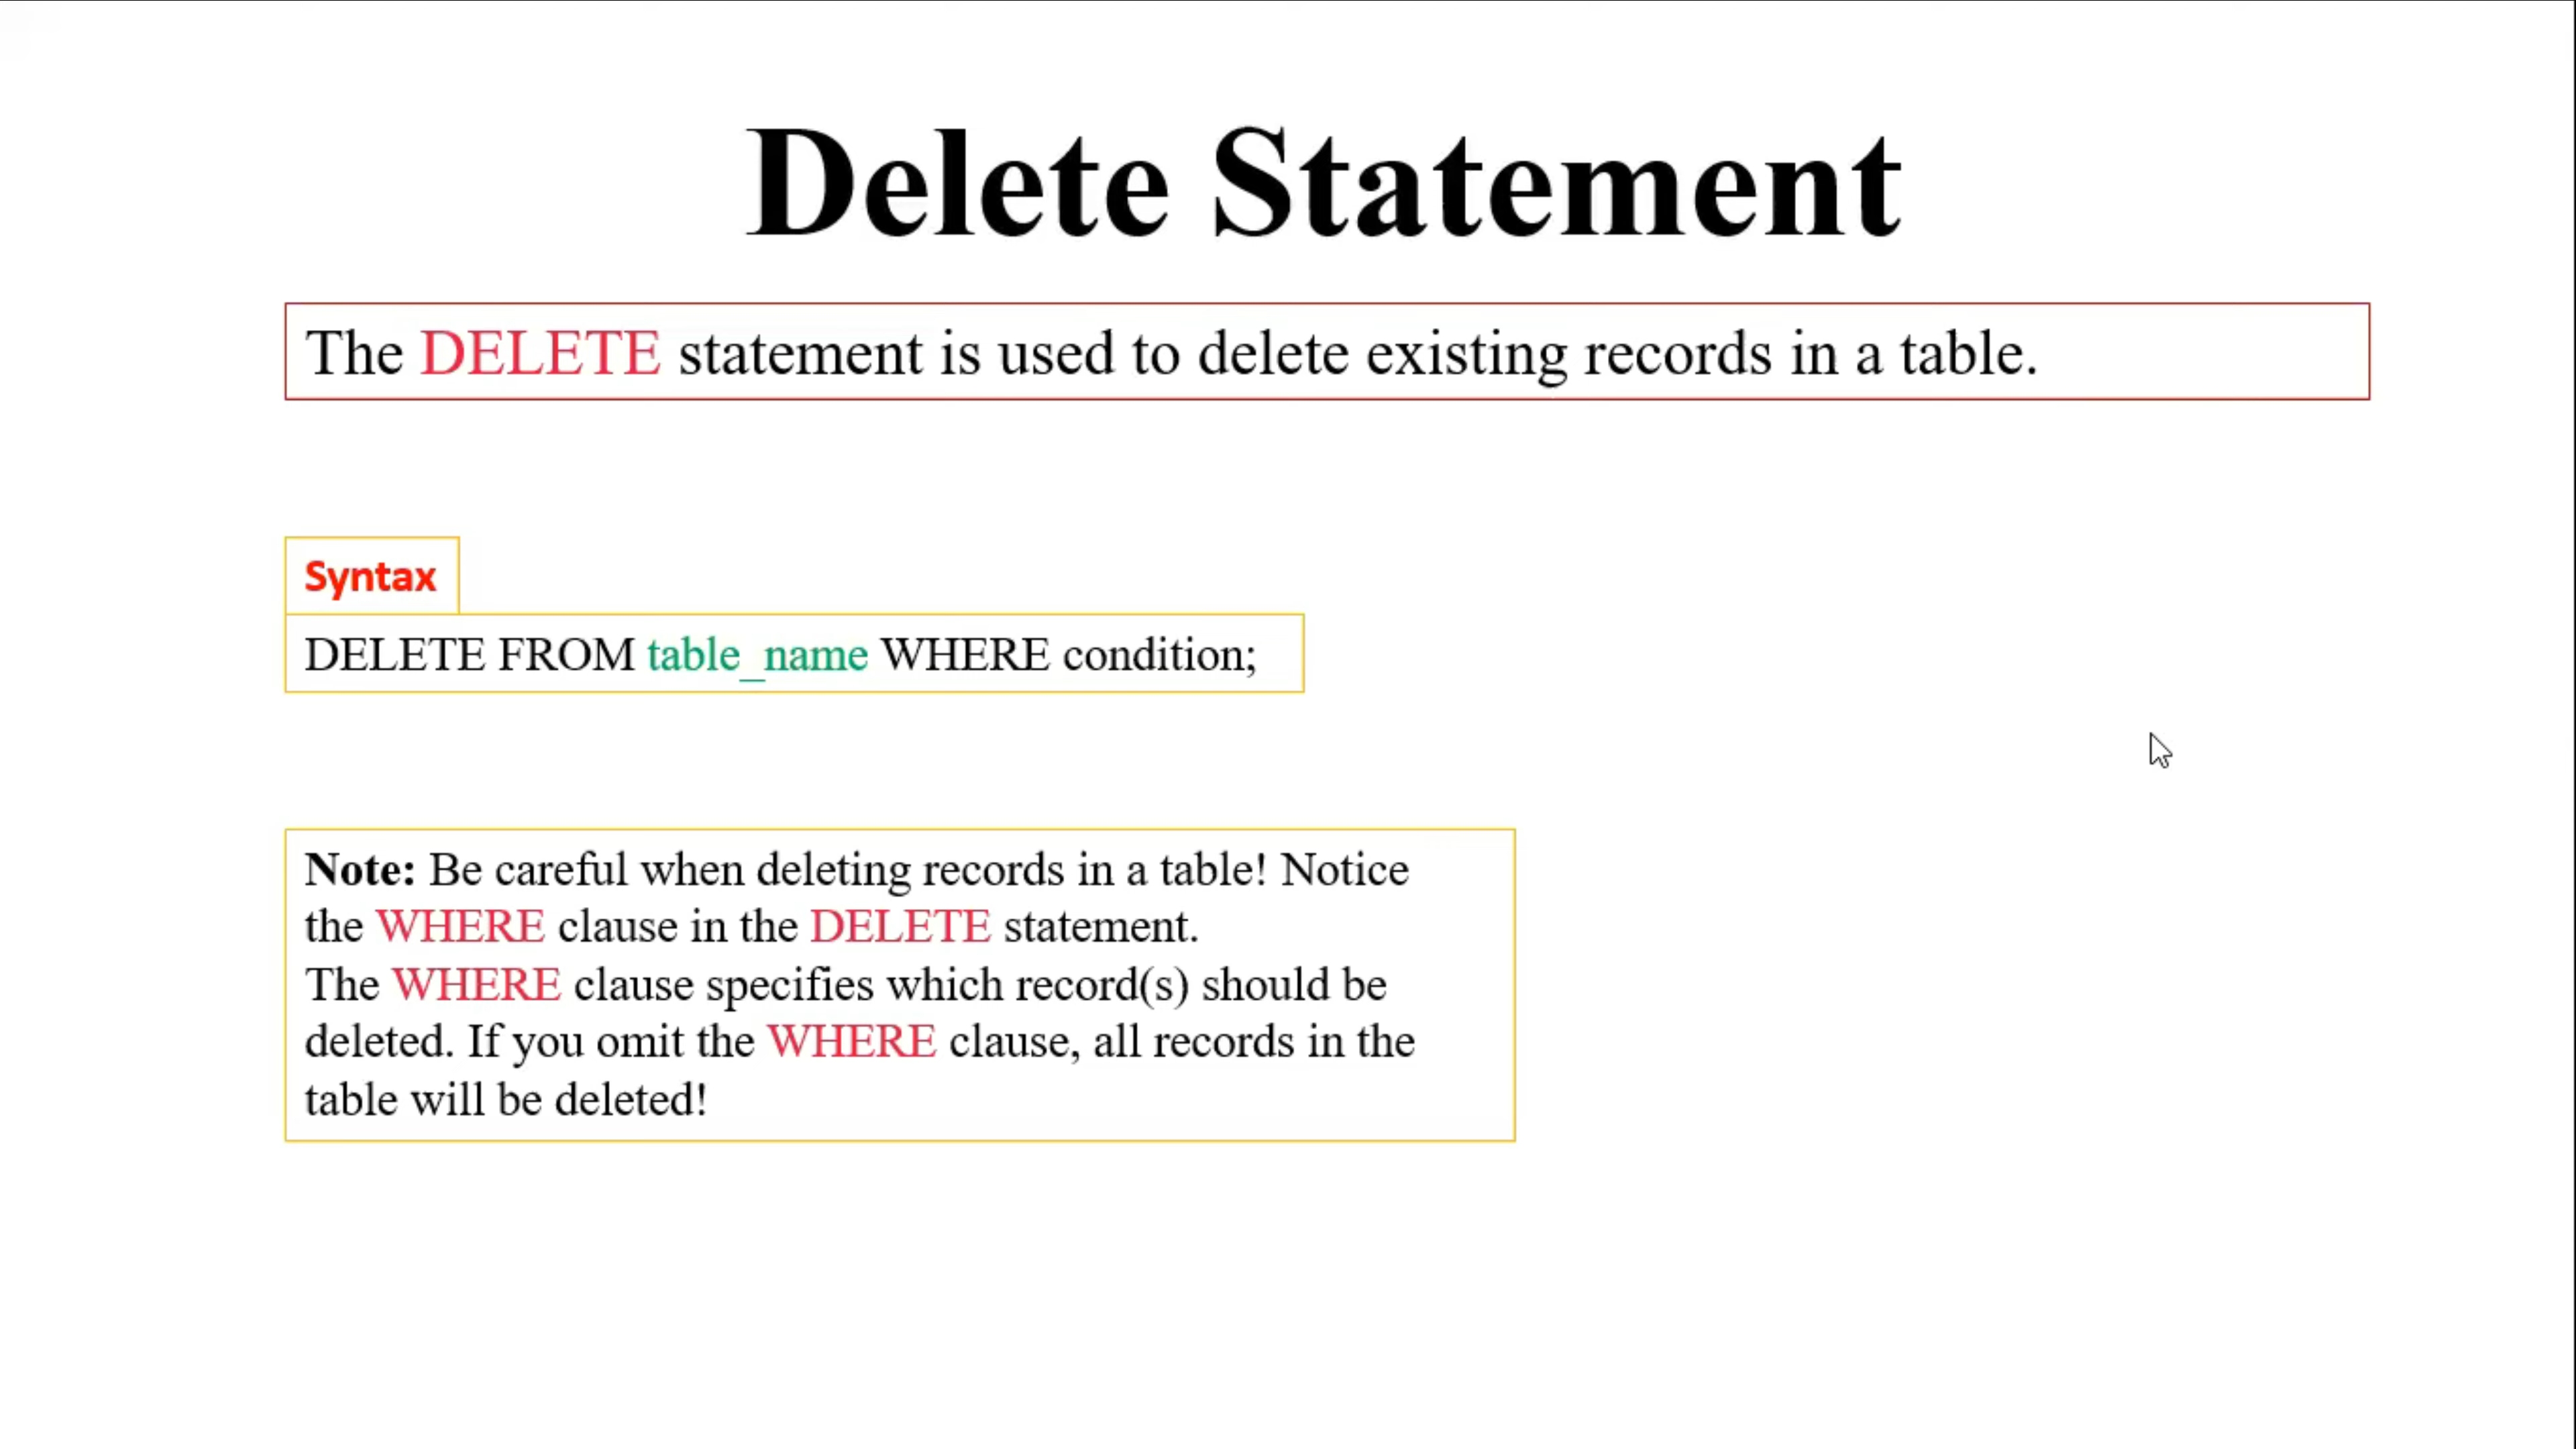 Delete Statement
The DELETE statement is used to delete existing records in a table.
Syntax
DELETE FROM table_name WHERE condition;
Note: Be careful when deleting records in a table! Notice
the WHERE clause in the DELETE statement.
The WHERE clause specifies which record(s) should be
deleted. If you omit the WHERE clause, all records in the
table will be deleted!